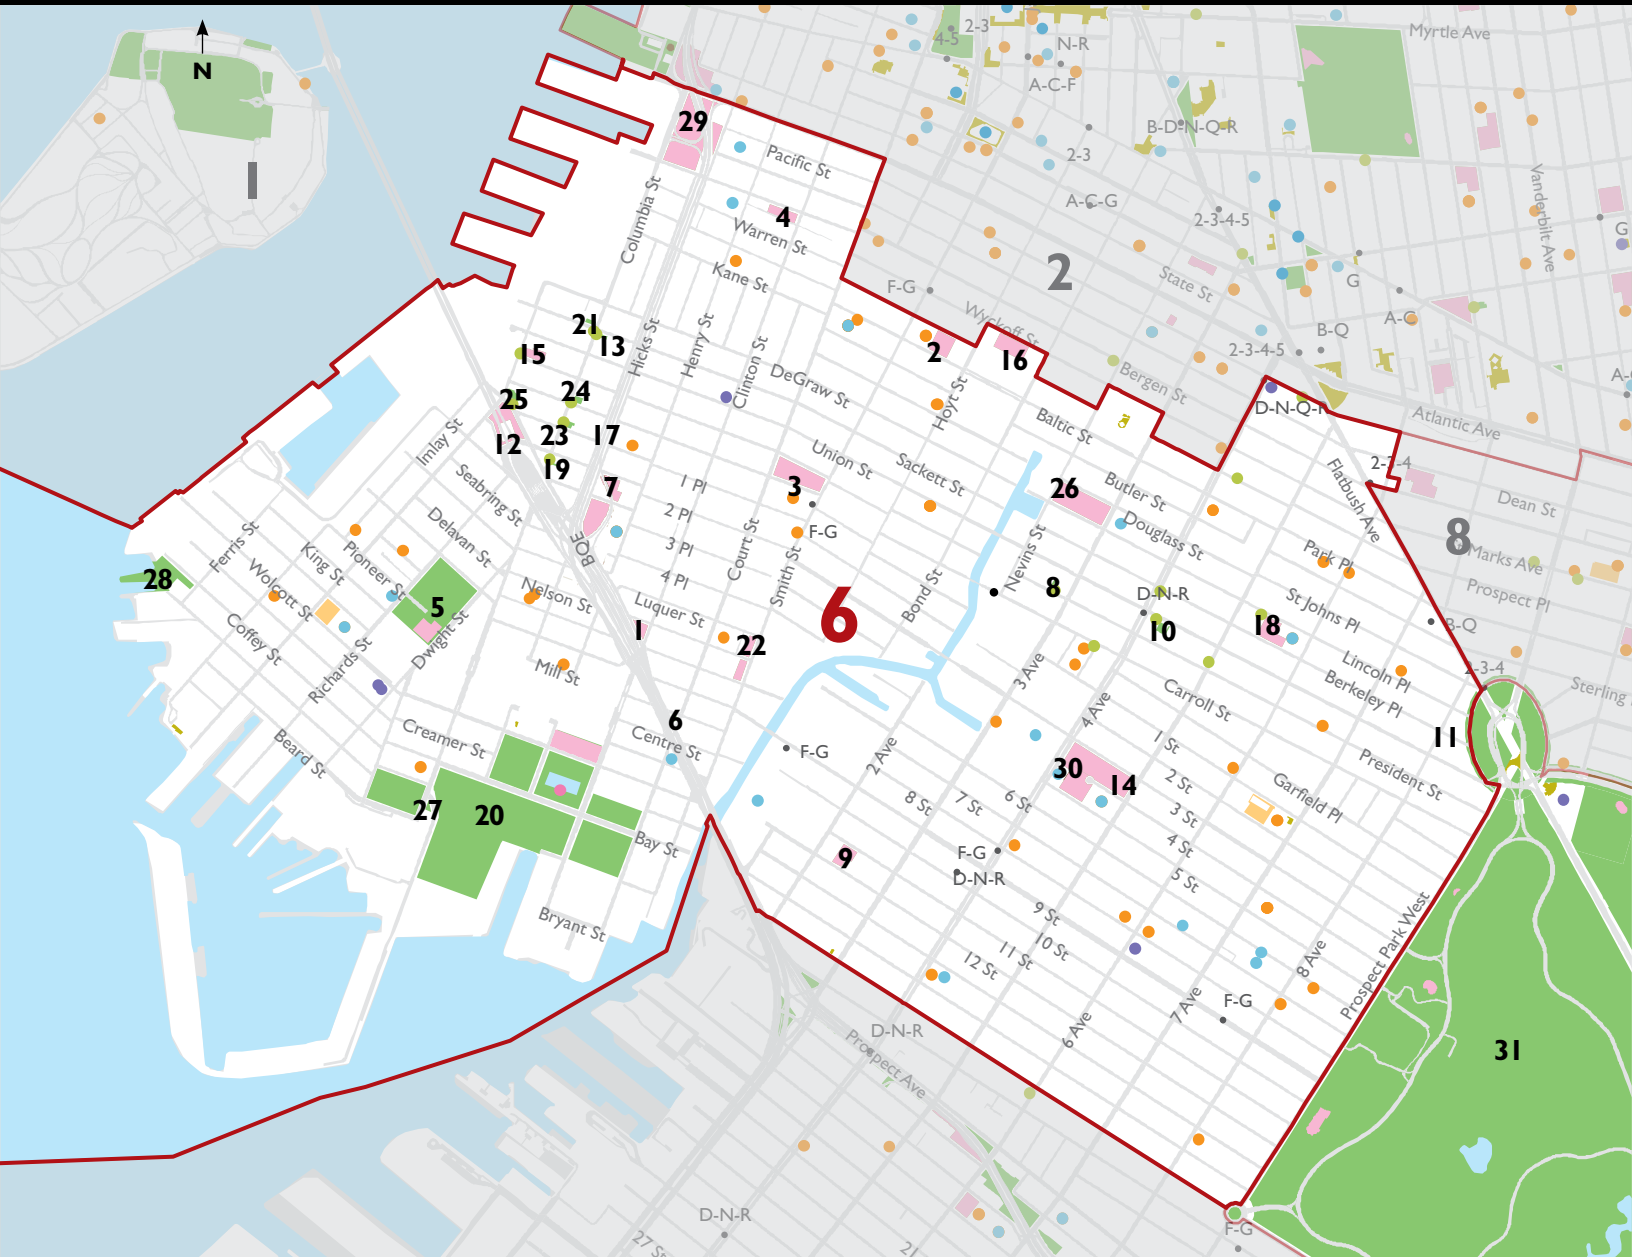 N
1
2-3
4-5
N-R
Myrtle Ave
A-C-F
29
B-D-N-Q-R
Pacific St
2-3
Vanderbilt Ave
Columbia St
4
A-C-G
2-3-4-5
G
Warren St
2
Kane St
F-G
State St
G
21
13
Hicks St
Henry St
Wyckoff St
A-C
B-Q
15
2
16
2-3-4-5
Clinton St
DeGraw St
Bergen St
24
25
Hoyt St
D-N-Q-R
Atlantic Ave
Imlay St
12
23
17
Baltic St
19
Union St
Sackett St
2-3-4
Flatbush Ave
Seabring St
7
1 Pl
3
26
Butler St
Dean St
2 Pl
F-G
Douglass St
8
Delavan St
BQE
3 Pl
Court St
Nevins St
Park Pl
St Marks Ave
Ferris St
King St
Pioneer St
28
Wolcott St
5
4 Pl
Smith St
6
Bond St
8
D-N-R
St Johns Pl
Prospect Pl
Nelson St
Luquer St
1
10
18
B-Q
Coffey St
Dwight St
22
Richards St
Mill St
3 Ave
Lincoln Pl
2-3-4
Berkeley Pl
Sterling
Carroll St
4 Ave
6
Centre St
Creamer St
F-G
2 Ave
1 St
11
Beard St
30
14
2 St
President St
Garfield Pl
27
20
8 St
7 St
6 St
3 St
Bay St
4 St
9
F-G
D-N-R
5 St
Bryant St
9 St
10 St
11 St
12 St
8 Ave
Prospect Park West
7 Ave
F-G
6 Ave
D-N-R
Prospect Ave
31
D-N-R
27 St
21
F-G